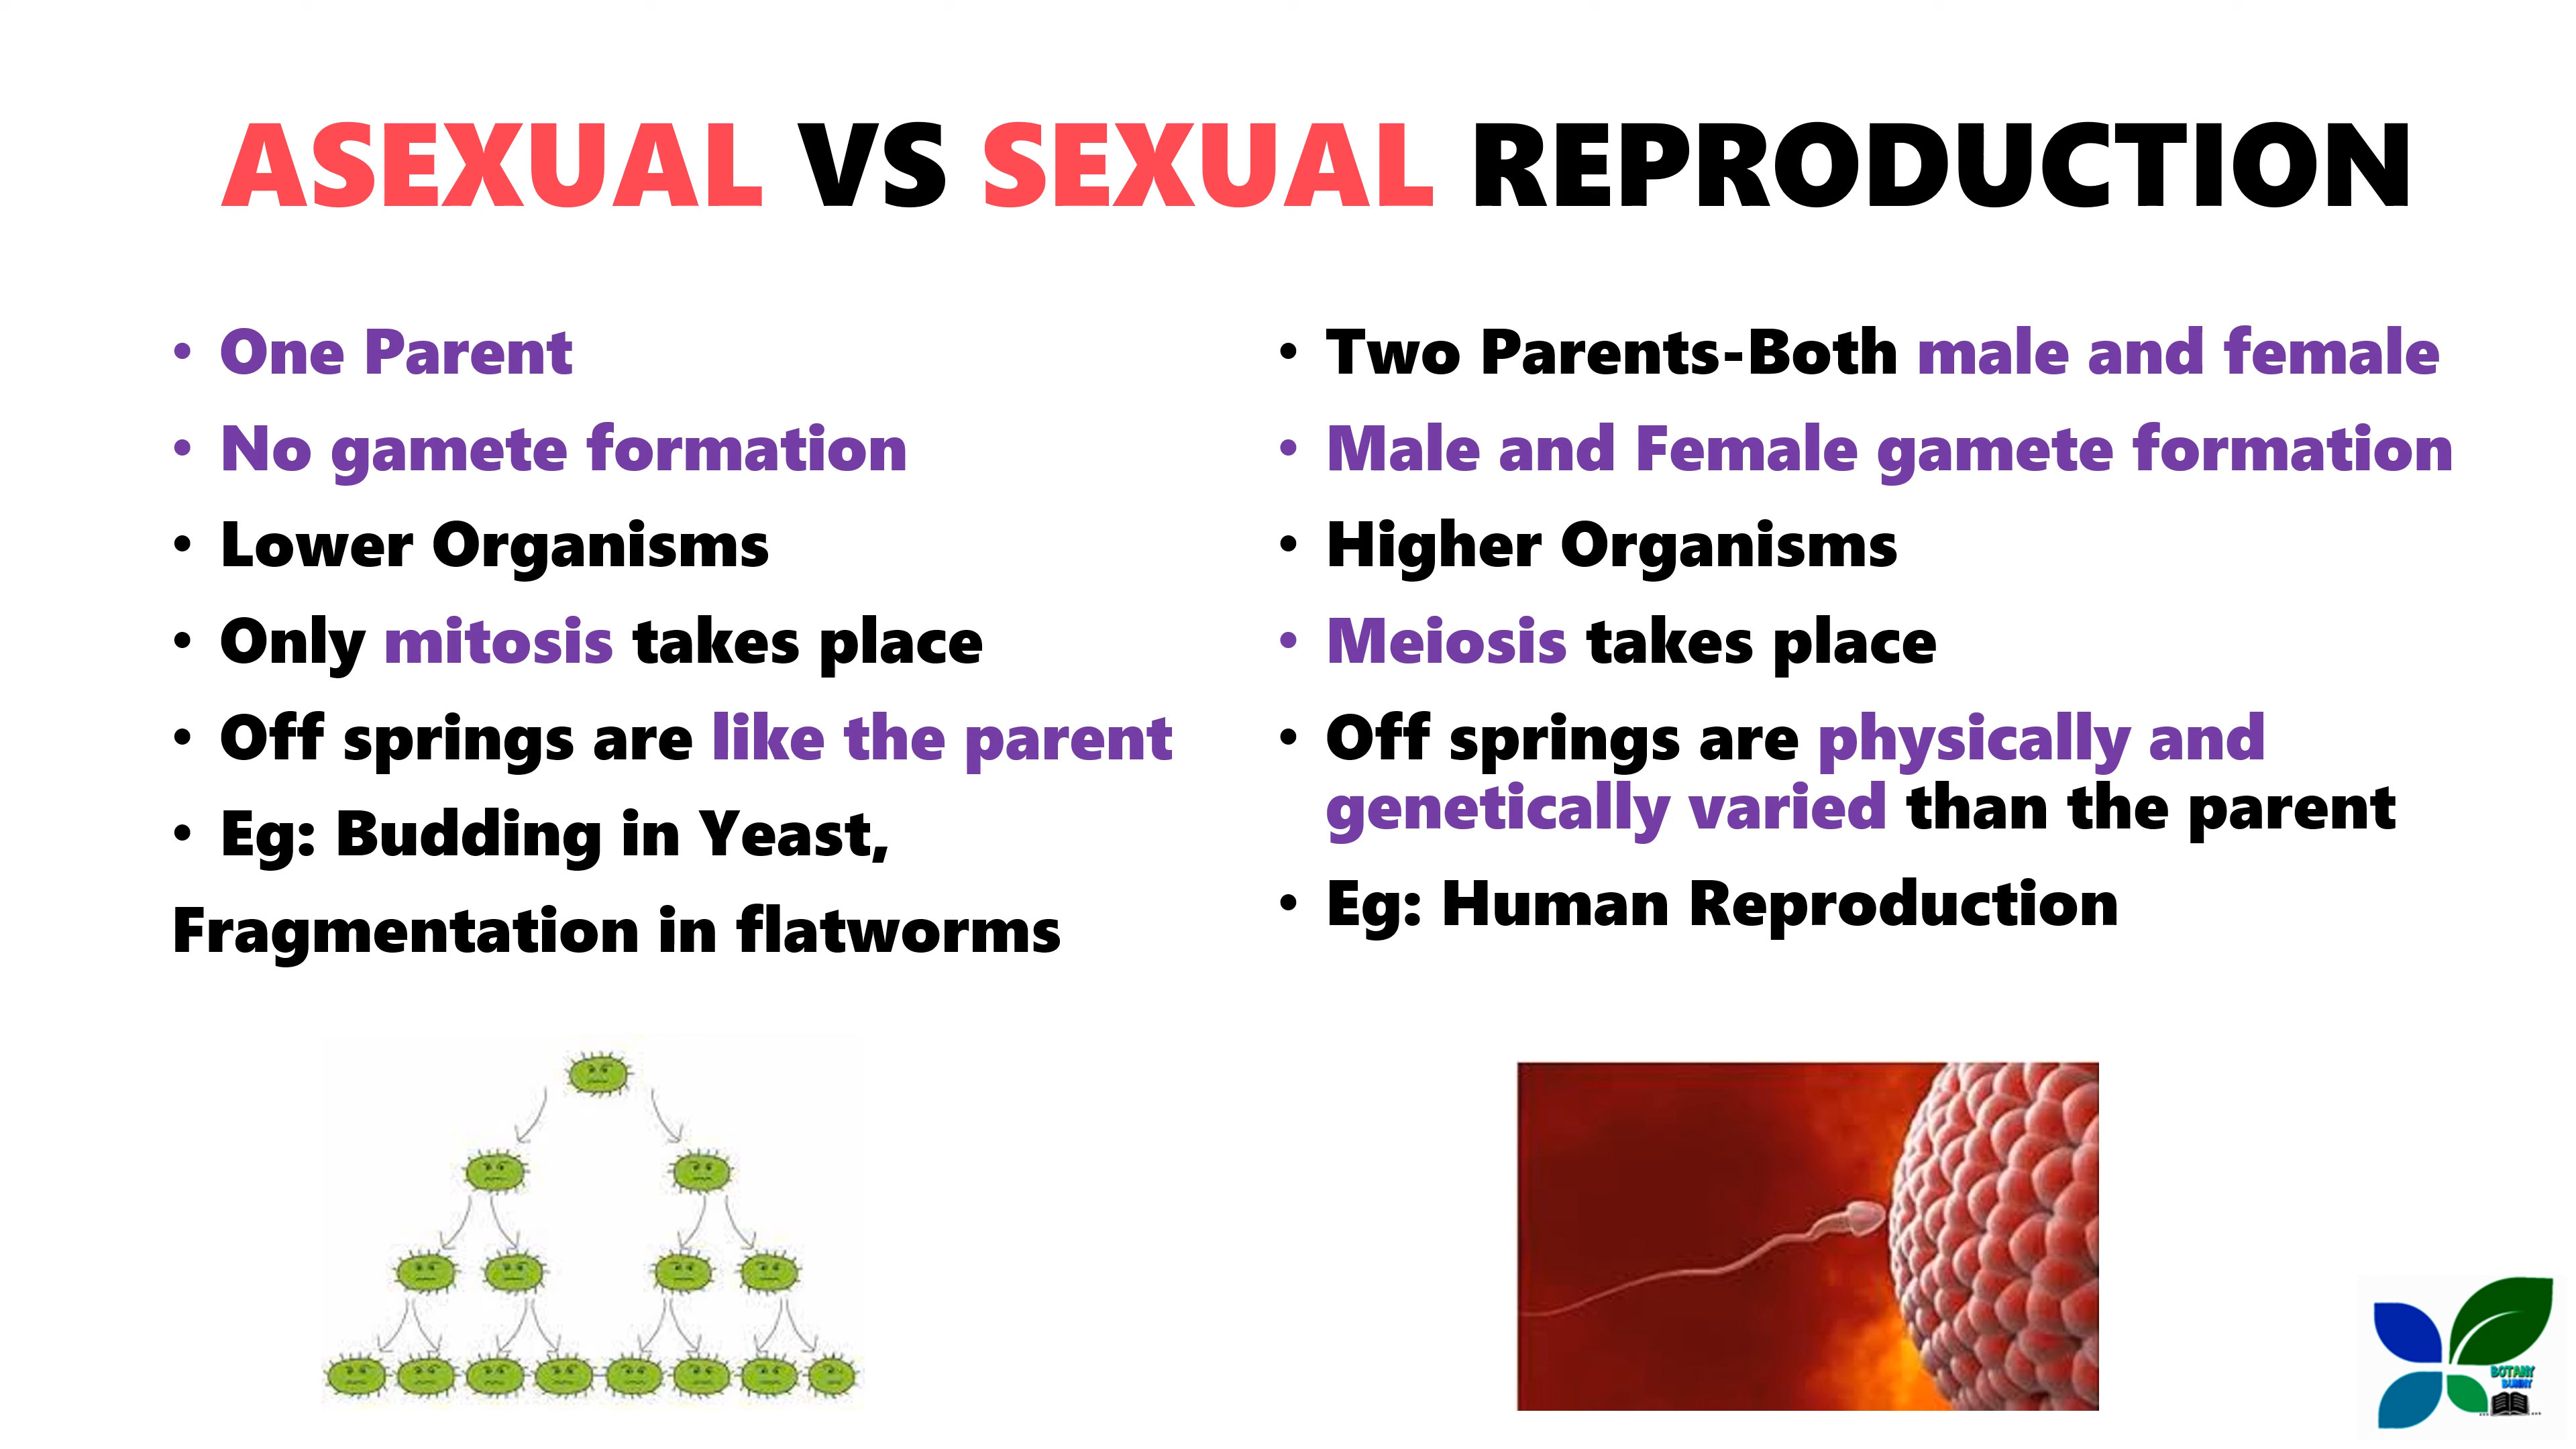 ASEXUAL VS SEXUAL REPRODUCTION
• One Parent
• No gamete formation
• Lower Organisms
• Only mitosis takes place
• Off springs are like the parent
• Eg: Budding in Yeast,
Fragmentation in flatworms
• Two Parents-Both male and female
• Male and Female gamete formation
• Higher Organisms
• Meiosis takes place
• Off springs are physically and
genetically varied than the parent
• Eg: Human Reproduction
BOTANY
BUNNY